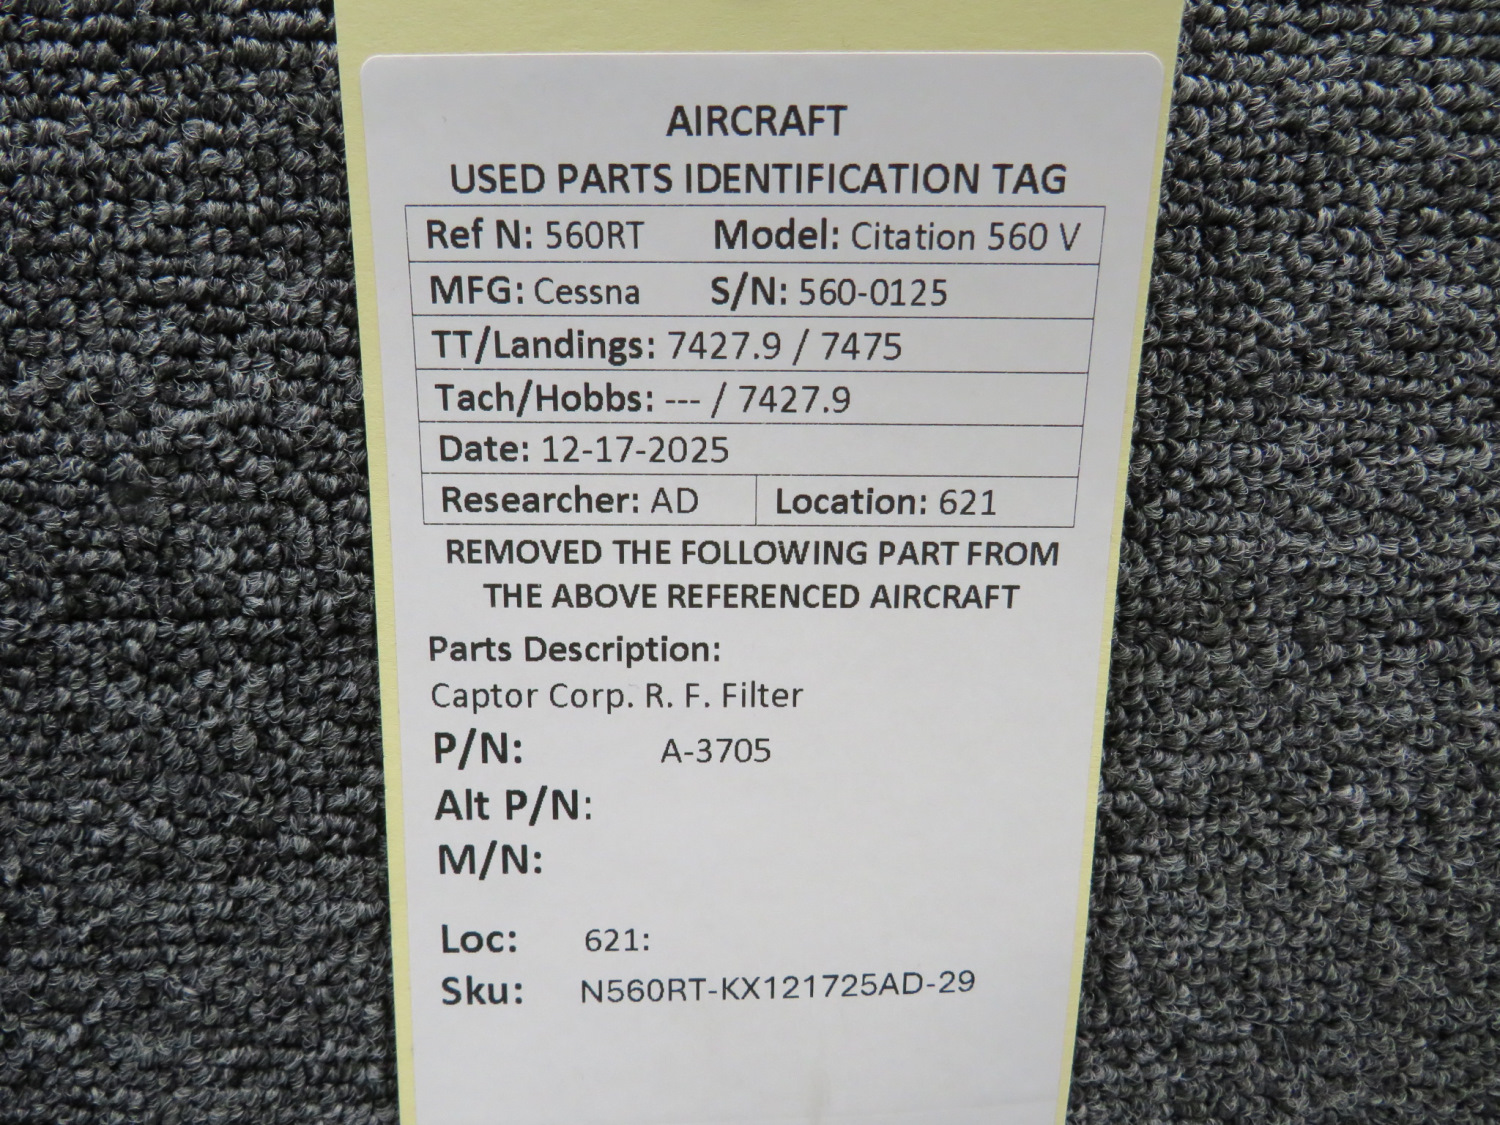 AIRCRAFT
USED PARTS IDENTIFICATION TAG
Ref N: 560RT Model: Citation 560 V
MFG: Cessna S/N: 560-0125
TT/Landings: 7427.9 / 7475
Tach/Hobbs: --- / 7427.9
Date: 12-17-2025
Researcher: AD Location: 621
REMOVED THE FOLLOWING PART FROM
THE ABOVE REFERENCED AIRCRAFT
Parts Description:
Captor Corp. R. F. Filter
P/N: A-3705
Alt P/N:
M/N:
Loc: 621:
Sku: N560RT-KX121725AD-29